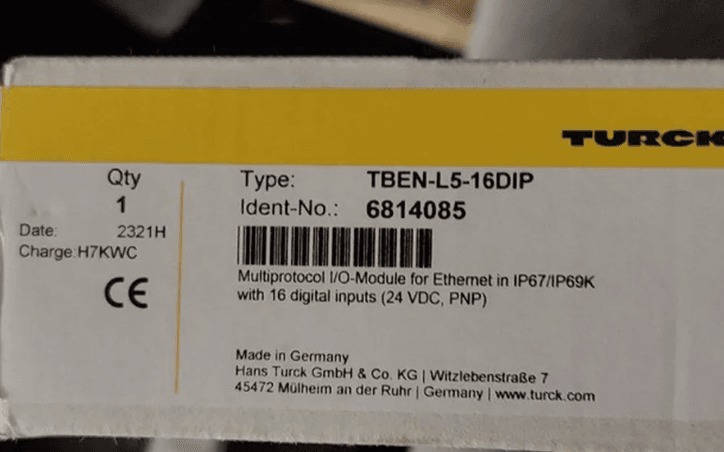 TURCK
Qty
1
Date: 2321H
Charge:H7KWC
CE
Type: TBEN-L5-16DIP
Ident-No.: 6814085
Multiprotocol I/O-Module for Ethernet in IP67/IP69K
with 16 digital inputs (24 VDC, PNP)
Made in Germany
Hans Turck GmbH & Co. KG | Witzlebenstraße 7
45472 Mülheim an der Ruhr | Germany | www.turck.com